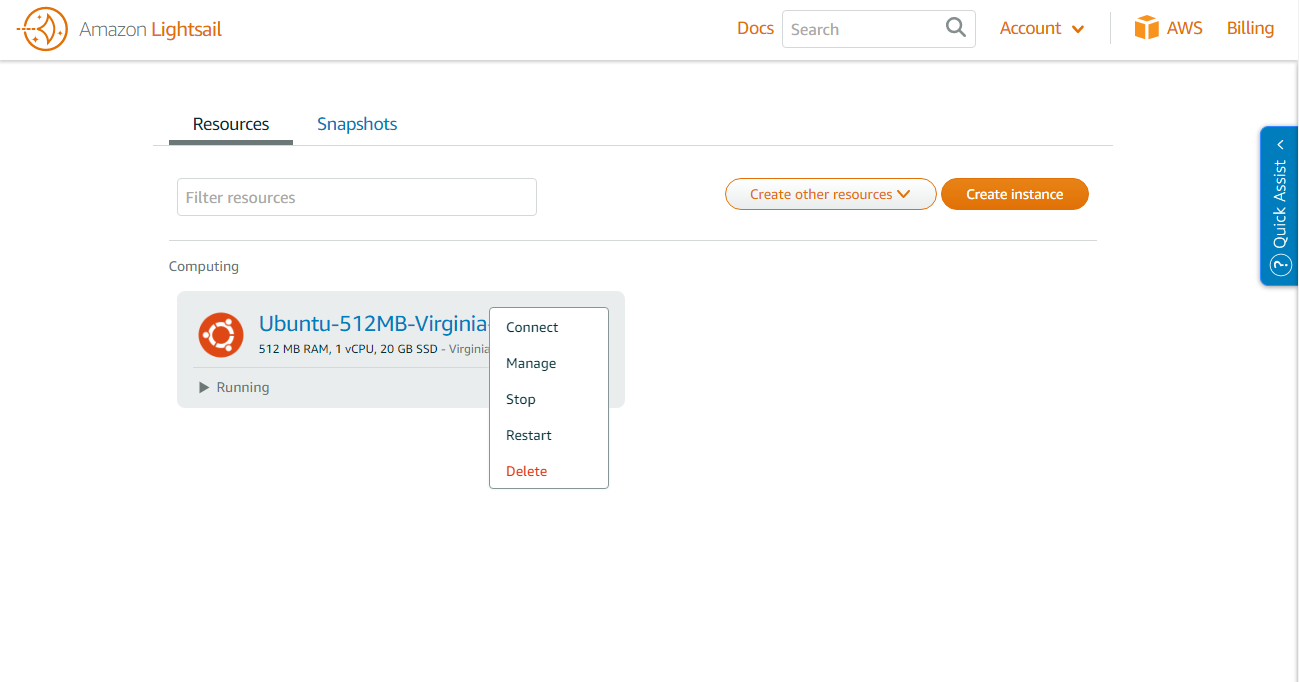 Amazon Lightsail
Docs
Search
Account
AWS
Billing
Resources
Snapshots
Filter resources
Create other resources
Create instance
Quick Assist
Computing
Ubuntu-512MB-Virginia-
512 MB RAM, 1 vCPU, 20 GB SSD - Virginia
Running
Connect
Manage
Stop
Restart
Delete